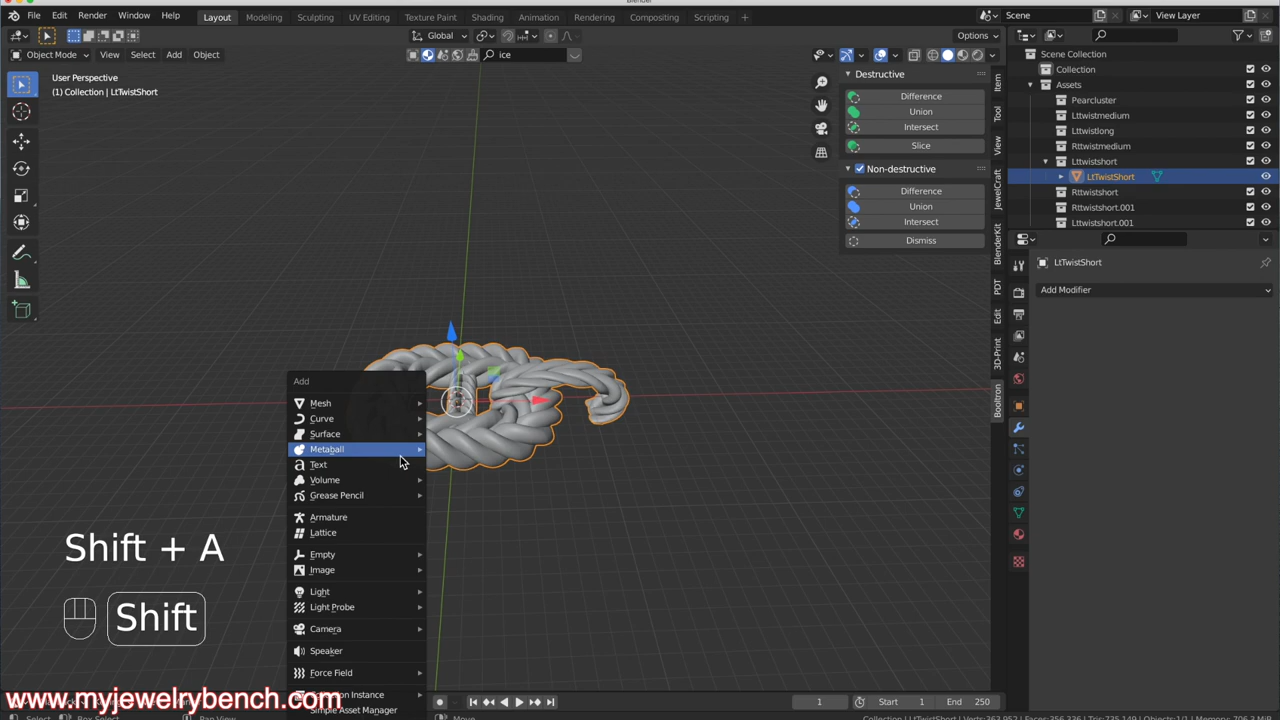 Blender
File Edit Render Window Help
Layout Modeling Sculpting UV Editing Texture Paint Shading Animation Rendering Compositing Scripting +
Scene
View Layer
Global
Options
Object Mode View Select Add Object
ice
User Perspective
(1) Collection | LtTwistShort
Destructive
Difference
Union
Intersect
Slice
Non-destructive
Difference
Union
Intersect
Dismiss
Item
Tool
View
JewelCraft
BlenderKit
PDT
Edit
3D-Print
Booltron
Scene Collection
Collection
Assets
Pearcluster
Lttwistmedium
Lttwistlong
Rttwistmedium
Lttwistshort
LtTwistShort
Rttwistshort
Rttwistshort.001
Lttwistshort.001
LtTwistShort
Add Modifier
Add
Mesh
Curve
Surface
Metaball
Text
Volume
Grease Pencil
Armature
Lattice
Empty
Image
Light
Light Probe
Camera
Speaker
Force Field
Collection Instance
Simple Asset Manager
Shift + A
Shift
www.myjewelrybench.com
1
Start 1
End 250